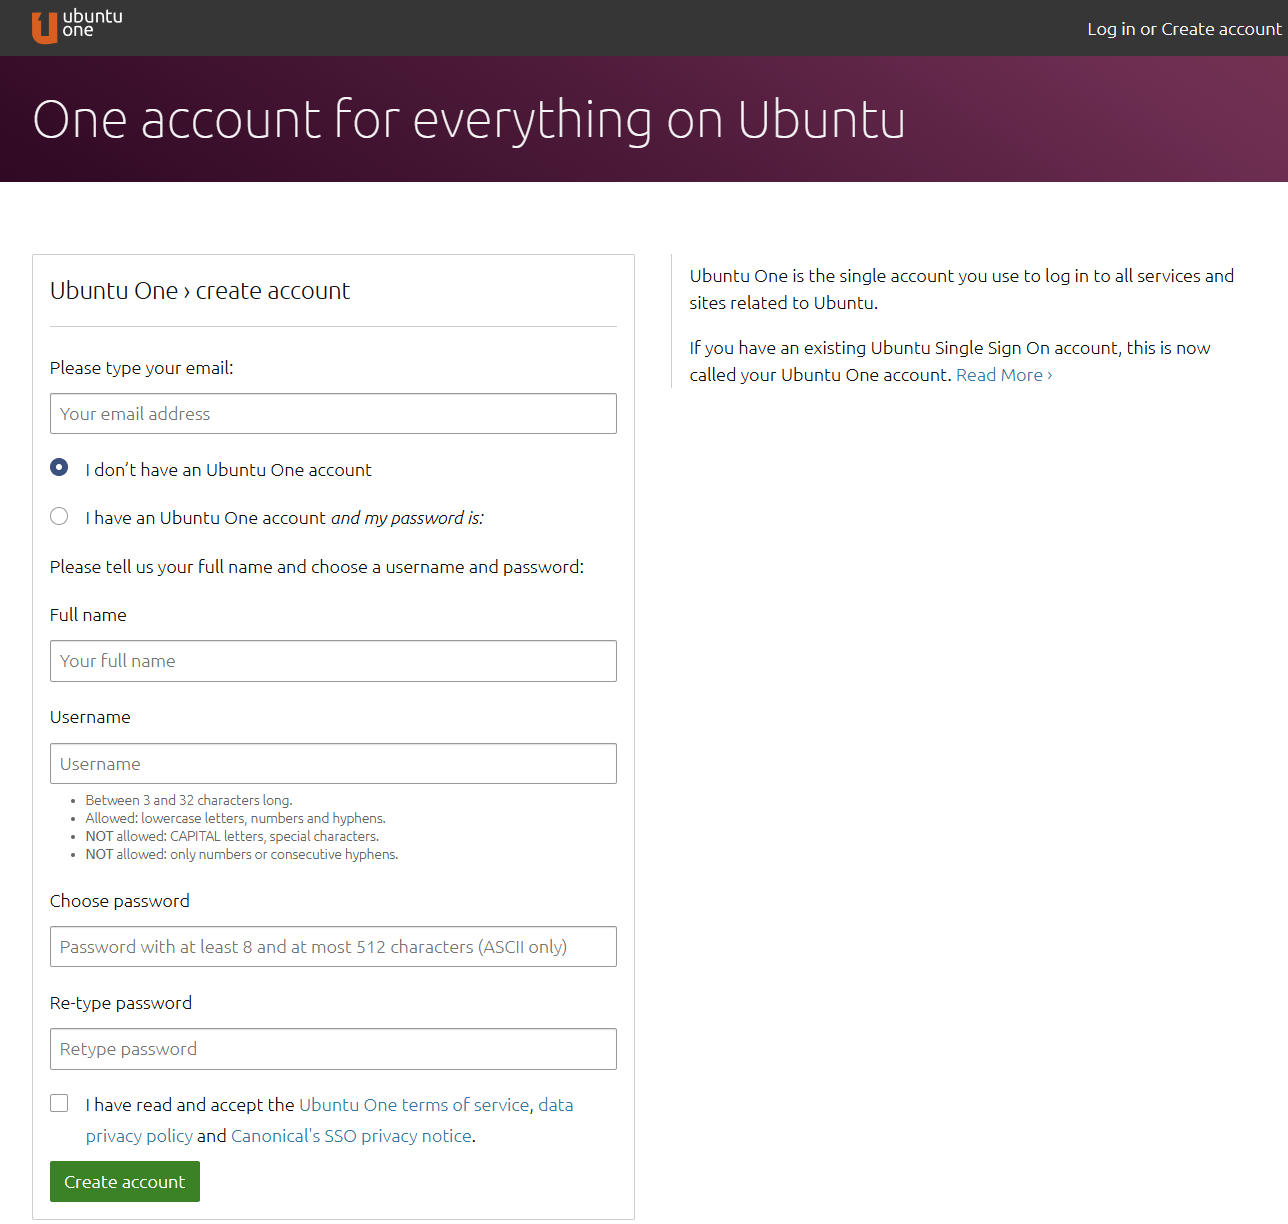 ubuntu
one
Log in or Create account
One account for everything on Ubuntu
Ubuntu One › create account
Please type your email:
Your email address
I don’t have an Ubuntu One account
I have an Ubuntu One account and my password is:
Please tell us your full name and choose a username and password:
Full name
Your full name
Username
Username
• Between 3 and 32 characters long.
• Allowed: lowercase letters, numbers and hyphens.
• NOT allowed: CAPITAL letters, special characters.
• NOT allowed: only numbers or consecutive hyphens.
Choose password
Password with at least 8 and at most 512 characters (ASCII only)
Re-type password
Retype password
I have read and accept the Ubuntu One terms of service, data
privacy policy and Canonical's SSO privacy notice.
Create account
Ubuntu One is the single account you use to log in to all services and
sites related to Ubuntu.
If you have an existing Ubuntu Single Sign On account, this is now
called your Ubuntu One account. Read More ›